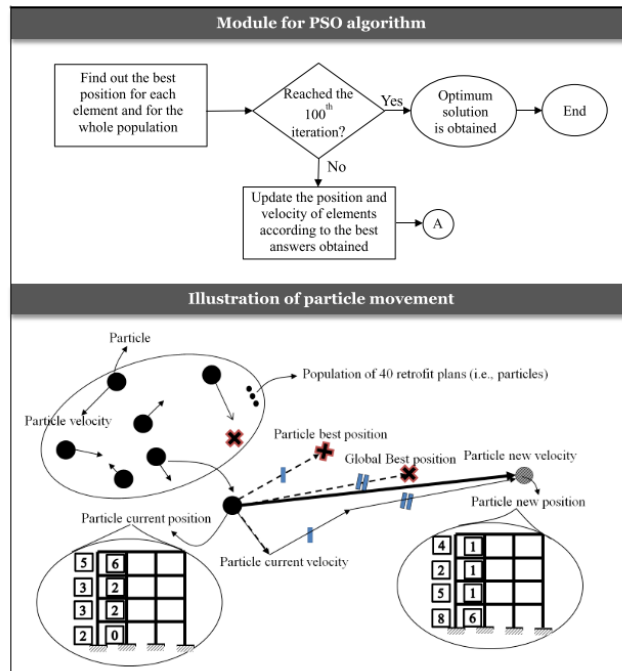 Module for PSO algorithm
Find out the best
position for each
element and for the
whole population
Reached the
100th
iteration?
Yes
Optimum
solution
is obtained
End
No
Update the position and
velocity of elements
according to the best
answers obtained
A
Illustration of particle movement
Particle
Population of 40 retrofit plans (i.e., particles)
Particle velocity
Particle best position
Global Best position
Particle new velocity
Particle current position
Particle new position
Particle current velocity
5 6
3 2
3 2
2 0
4 1
2 1
5 1
8 6